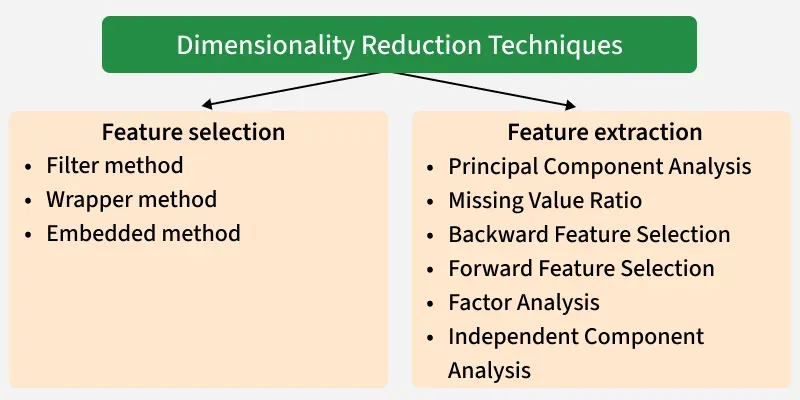 Dimensionality Reduction Techniques
Feature selection
• Filter method
• Wrapper method
• Embedded method
Feature extraction
• Principal Component Analysis
• Missing Value Ratio
• Backward Feature Selection
• Forward Feature Selection
• Factor Analysis
• Independent Component
Analysis